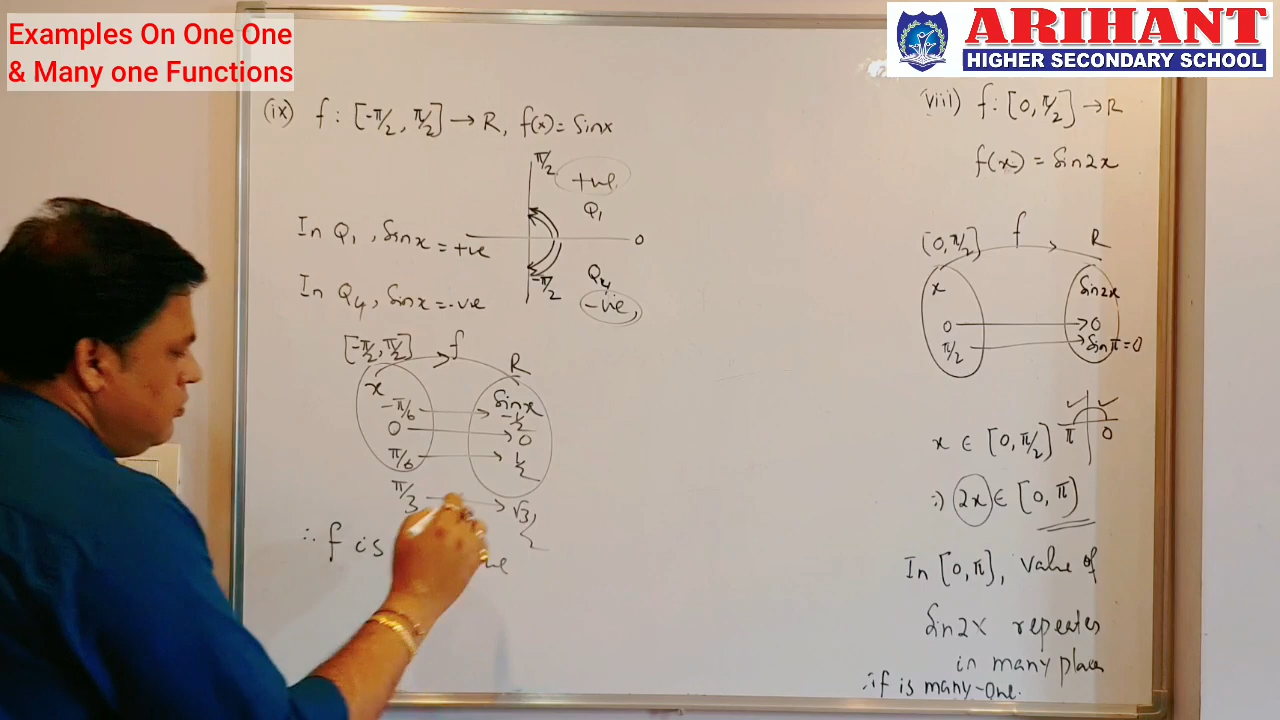 Examples On One One
& Many one Functions
ARIHANT
HIGHER SECONDARY SCHOOL
(ix) f : [-π/2, π/2] → R, f(x) = Sinx
π/2
+ve
Q1
0
In Q1, Sinx = +ve
Q4
-π/2
-ve
In Q4, Sinx = -ve
[-π/2, π/2] f R
x Sinx
-π/6 → -1/2
0 → 0
π/6 → 1/2
π/3 → √3/2
∴ f is
(viii) f : [0, π/2] → R
f(x) = Sin2x
[0, π/2] f R
x Sin2x
0 → 0
π/2 → Sinπ = 0
π 0
x ∈ [0, π/2]
∴ 2x ∈ [0, π]
In [0, π], value of
Sin2x repeates
in many places
∴ f is many-one.